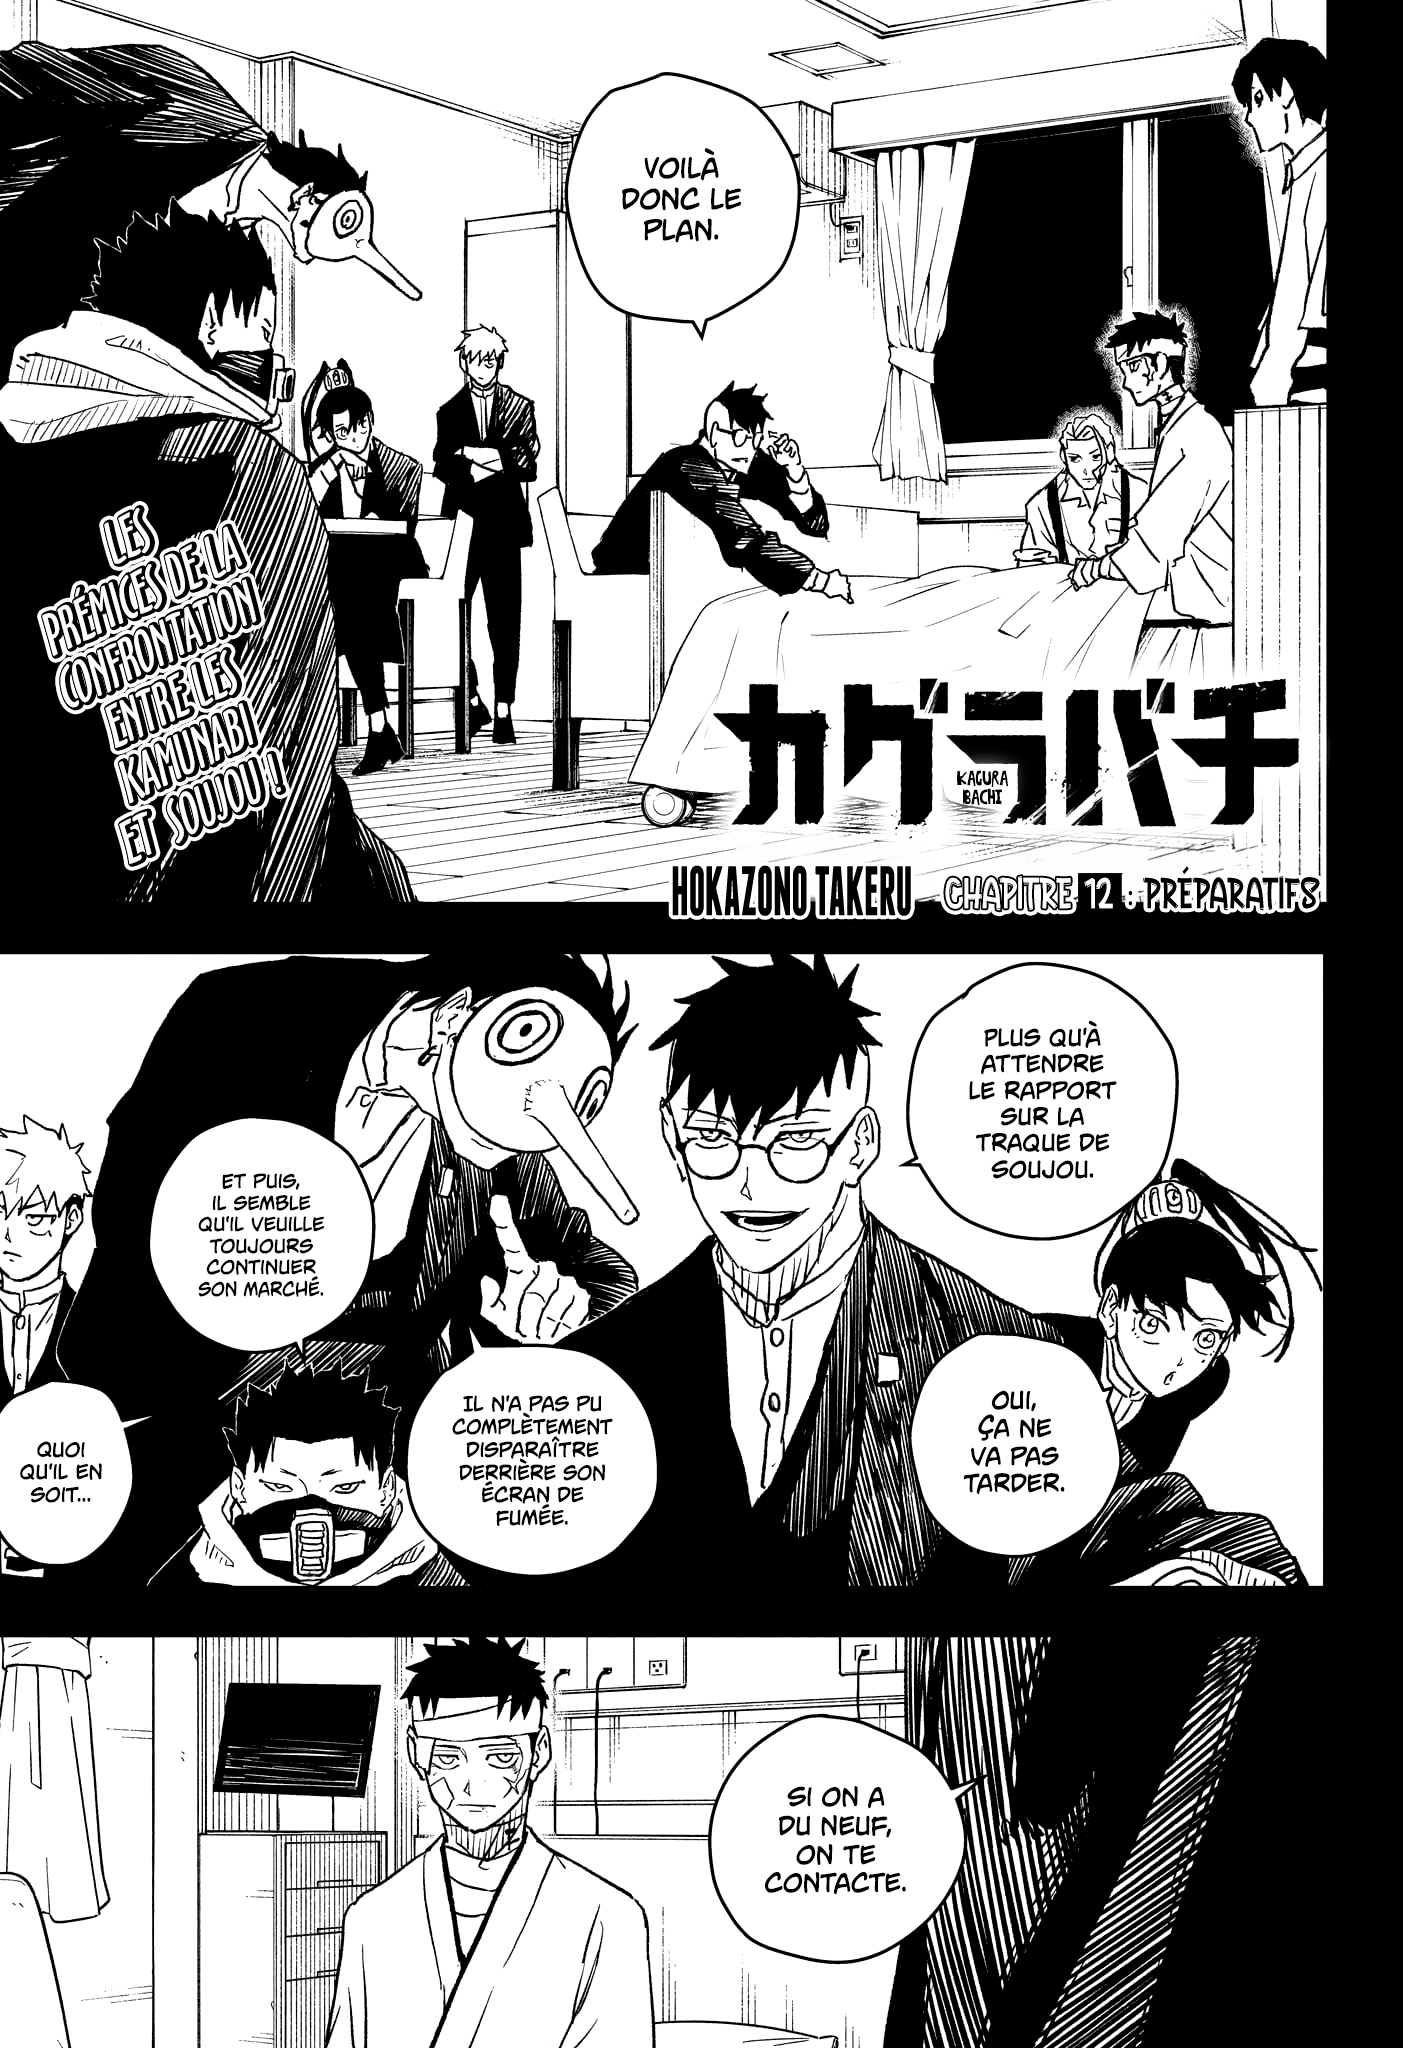 VOILÀ
DONC LE
PLAN.
LES
PRÉMICES DE LA
CONFRONTATION
ENTRE LES
KAMUNABI
ET SOUJOU !
カグラバチ
KAGURA
BACHI
HOKAZONO TAKERU
CHAPITRE 12 : PRÉPARATIFS
PLUS QU'À
ATTENDRE
LE RAPPORT
SUR LA
TRAQUE DE
SOUJOU.
OUI,
ÇA NE
VA PAS
TARDER.
IL N'A PAS PU
COMPLÈTEMENT
DISPARAÎTRE
DERRIÈRE SON
ÉCRAN DE
FUMÉE.
ET PUIS,
IL SEMBLE
QU'IL VEUILLE
TOUJOURS
CONTINUER
SON MARCHÉ.
QUOI
QU'IL EN
SOIT...
SI ON A
DU NEUF,
ON TE
CONTACTE.